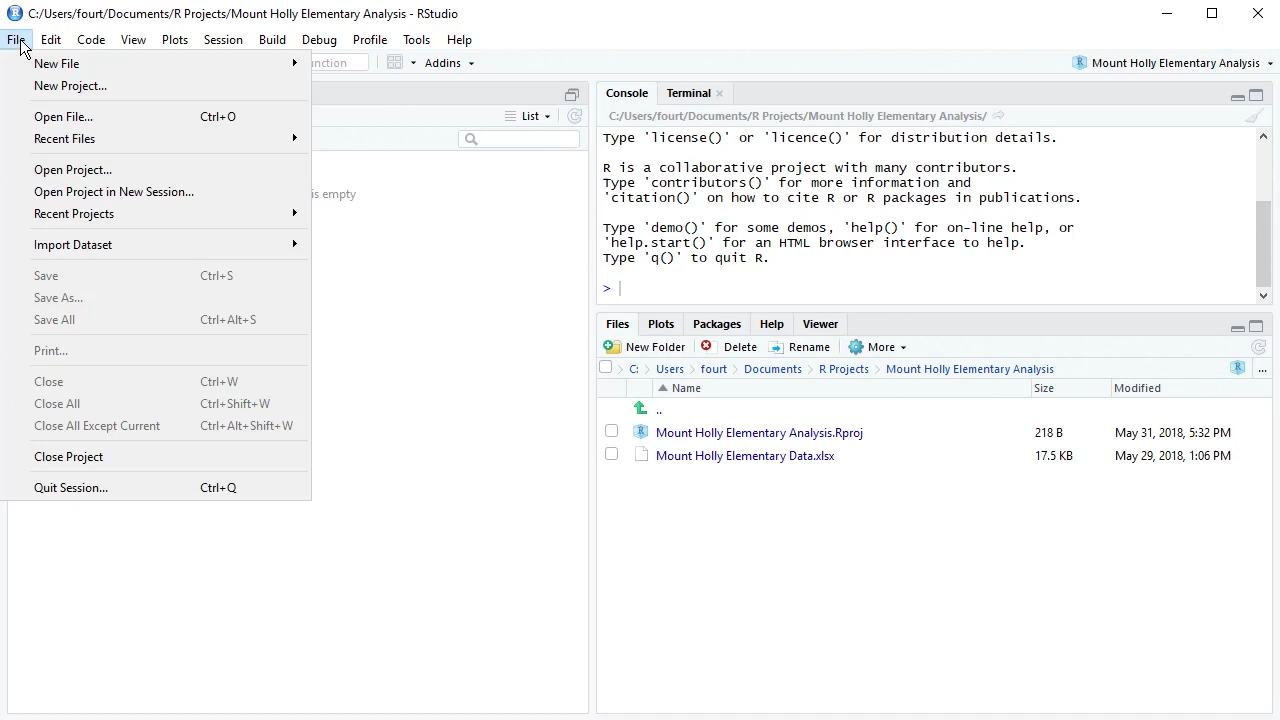 C:/Users/fourt/Documents/R Projects/Mount Holly Elementary Analysis - RStudio
File Edit Code View Plots Session Build Debug Profile Tools Help
Addins
Mount Holly Elementary Analysis
New File
New Project...
Open File... Ctrl+O
Recent Files
Open Project...
Open Project in New Session...
Recent Projects
Import Dataset
Save Ctrl+S
Save As...
Save All Ctrl+Alt+S
Print...
Close Ctrl+W
Close All Ctrl+Shift+W
Close All Except Current Ctrl+Alt+Shift+W
Close Project
Quit Session... Ctrl+Q
List
is empty
Console Terminal
C:/Users/fourt/Documents/R Projects/Mount Holly Elementary Analysis/
Type 'license()' or 'licence()' for distribution details.
R is a collaborative project with many contributors.
Type 'contributors()' for more information and
'citation()' on how to cite R or R packages in publications.
Type 'demo()' for some demos, 'help()' for on-line help, or
'help.start()' for an HTML browser interface to help.
Type 'q()' to quit R.
>
Files Plots Packages Help Viewer
New Folder Delete Rename More
C: Users fourt Documents R Projects Mount Holly Elementary Analysis ...
Name Size Modified
..
Mount Holly Elementary Analysis.Rproj 218 B May 31, 2018, 5:32 PM
Mount Holly Elementary Data.xlsx 17.5 KB May 29, 2018, 1:06 PM